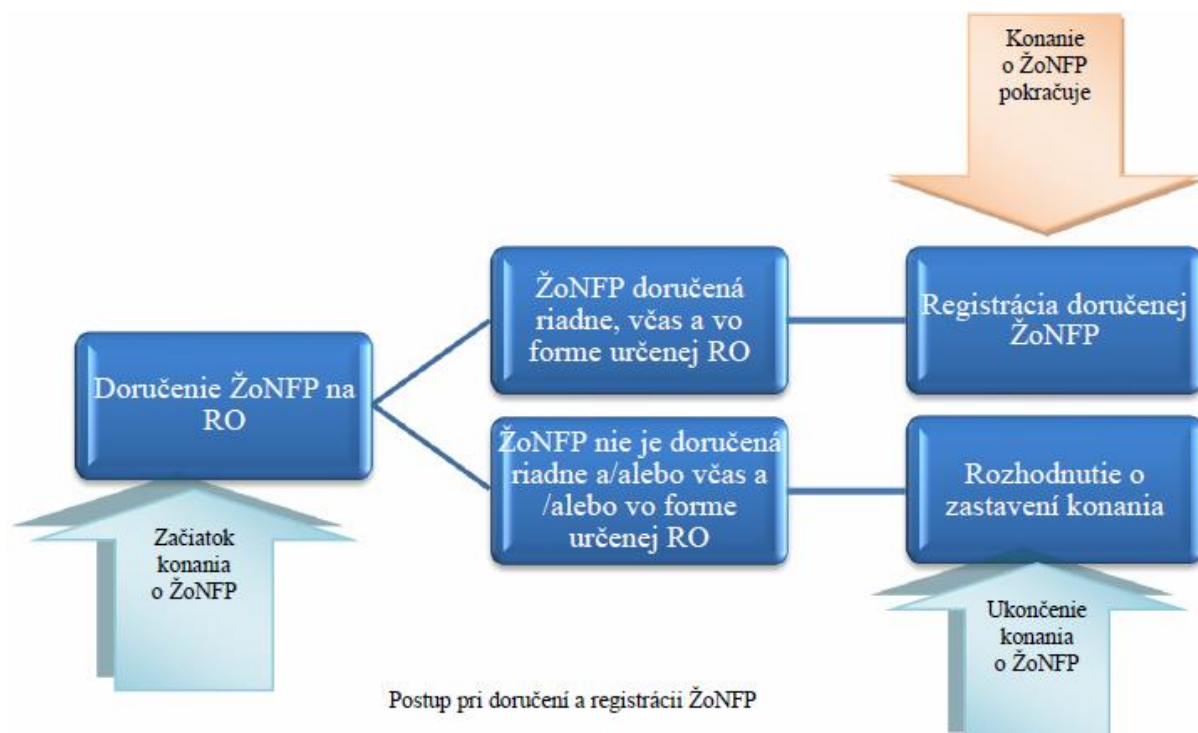 Konanie
o ŽoNFP
pokračuje
ŽoNFP doručená
riadne, včas a vo
forme určenej RO
Registrácia doručenej
ŽoNFP
Doručenie ŽoNFP na
RO
ŽoNFP nie je doručená
riadne a/alebo včas a
/alebo vo forme
určenej RO
Rozhodnutie o
zastavení konania
Začiatok
konania
o ŽoNFP
Ukončenie
konania
o ŽoNFP
Postup pri doručení a registrácii ŽoNFP